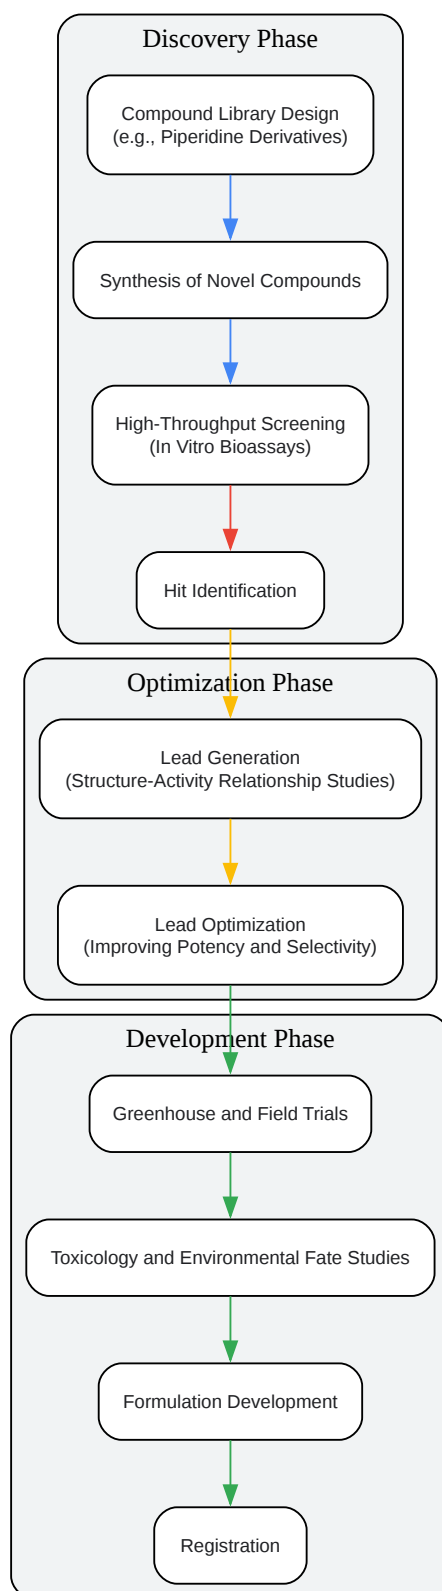 Discovery Phase
Compound Library Design
(e.g., Piperidine Derivatives)
Synthesis of Novel Compounds
High-Throughput Screening
(In Vitro Bioassays)
Hit Identification
Optimization Phase
Lead Generation
(Structure-Activity Relationship Studies)
Lead Optimization
(Improving Potency and Selectivity)
Development Phase
Greenhouse and Field Trials
Toxicology and Environmental Fate Studies
Formulation Development
Registration